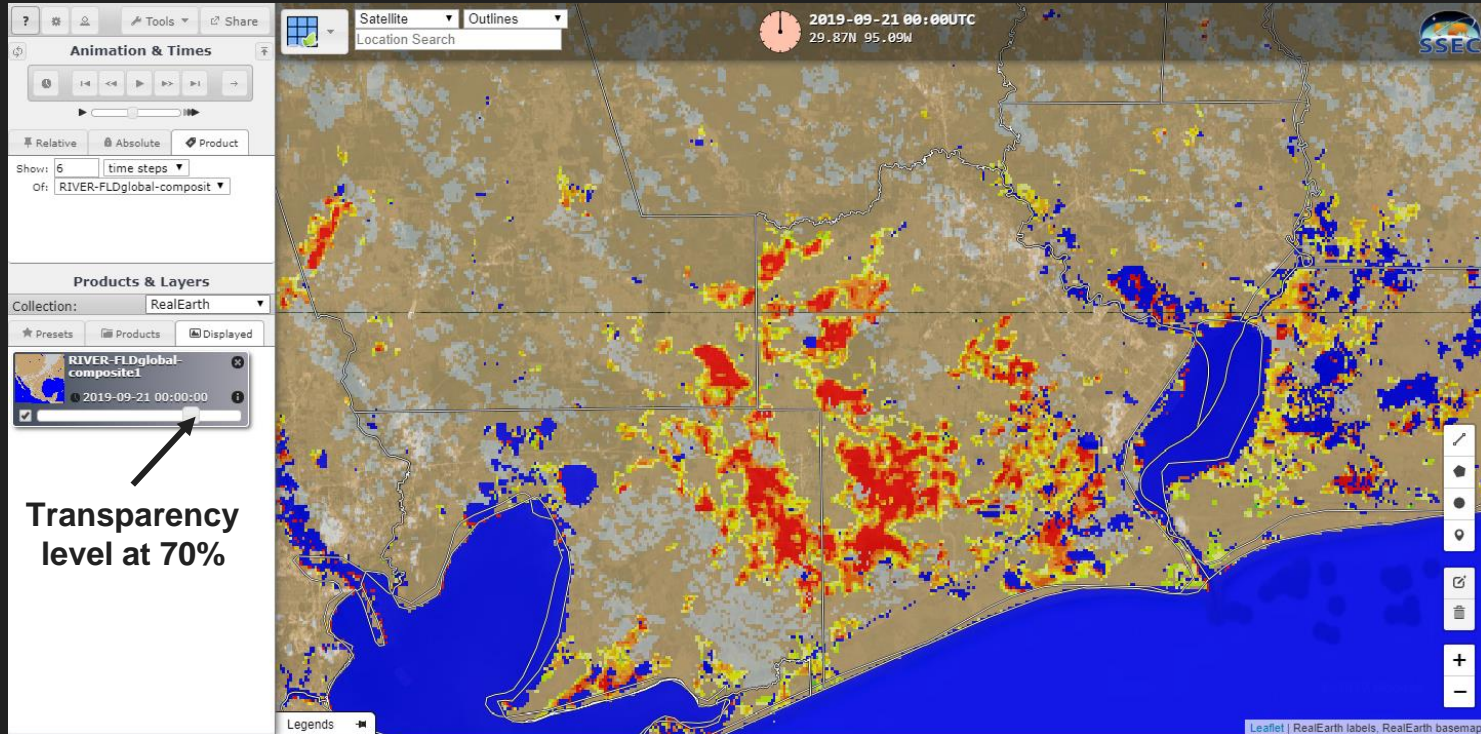 ?
Tools ▼
Share
Animation & Times
Relative
Absolute
Product
Show: 6 time steps ▼
Of: RIVER-FLDglobal-composit ▼
Products & Layers
Collection: RealEarth ▼
Presets
Products
Displayed
RIVER-FLDglobal-
composite1
2019-09-21 00:00:00
Transparency
level at 70%
Satellite ▼
Outlines ▼
Location Search
2019-09-21 00:00UTC
29.87N 95.09W
SSEC
+
−
Legends
Leaflet | RealEarth labels, RealEarth basemap